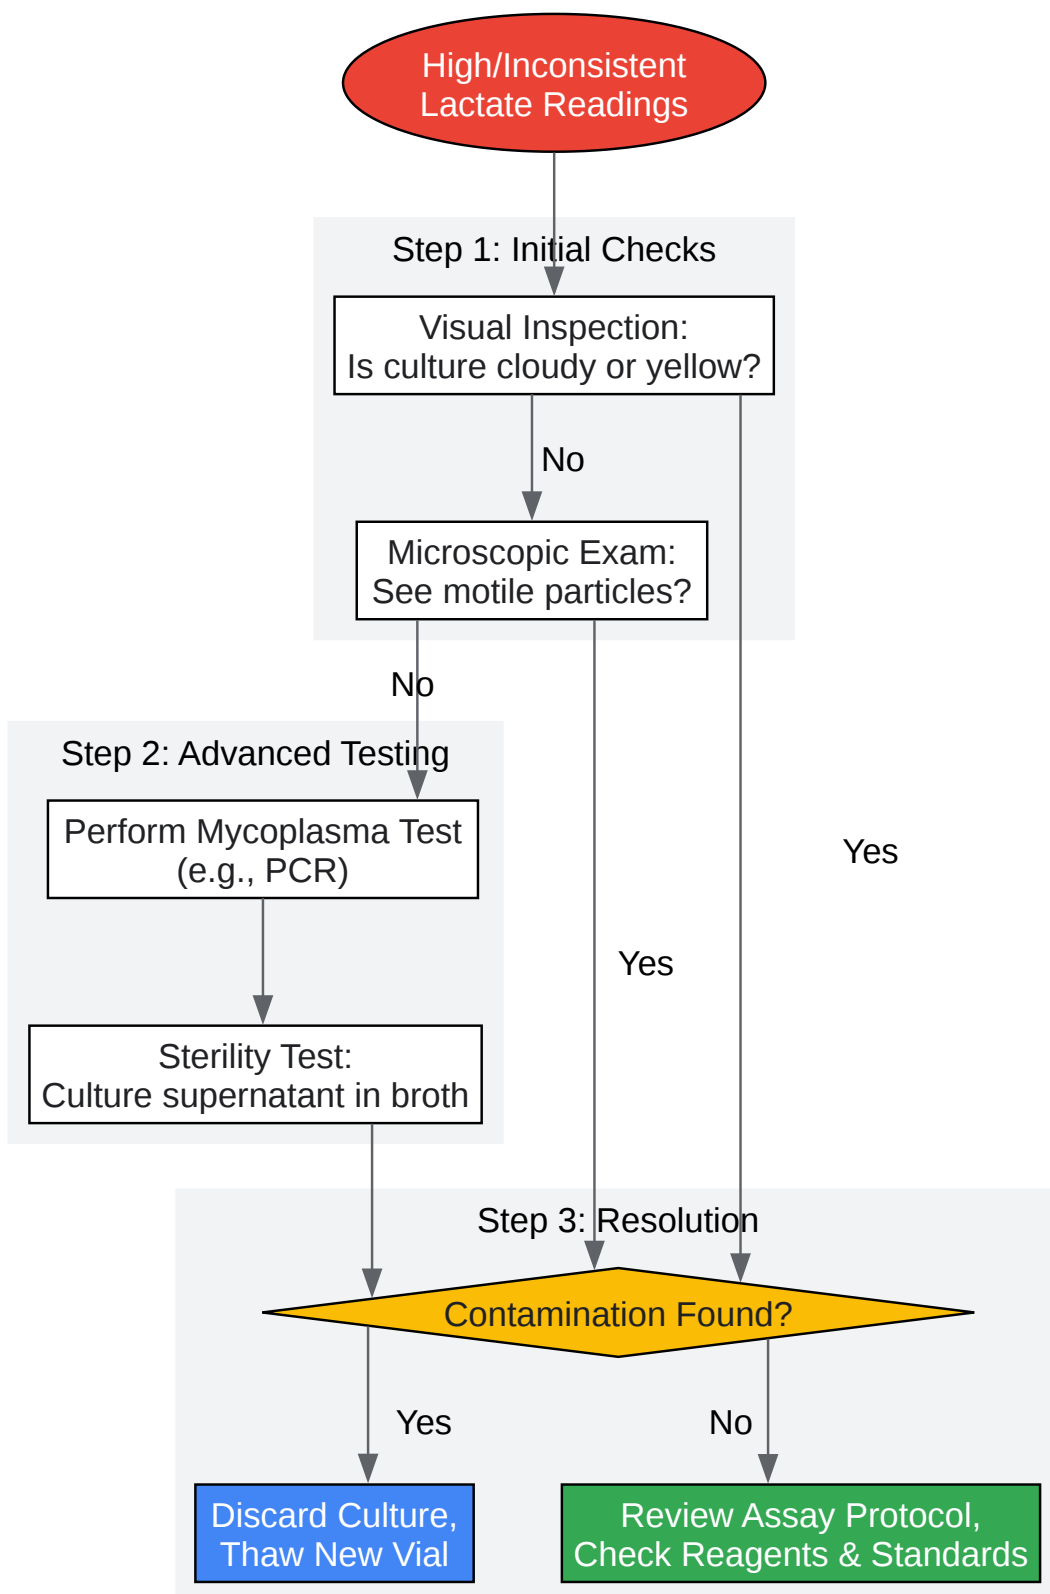 High/Inconsistent
Lactate Readings
Step 1: Initial Checks
Visual Inspection:
Is culture cloudy or yellow?
No
Microscopic Exam:
See motile particles?
No
Step 2: Advanced Testing
Perform Mycoplasma Test
(e.g., PCR)
Yes
Yes
Sterility Test:
Culture supernatant in broth
Step 3: Resolution
Contamination Found?
Yes
No
Discard Culture,
Thaw New Vial
Review Assay Protocol,
Check Reagents & Standards